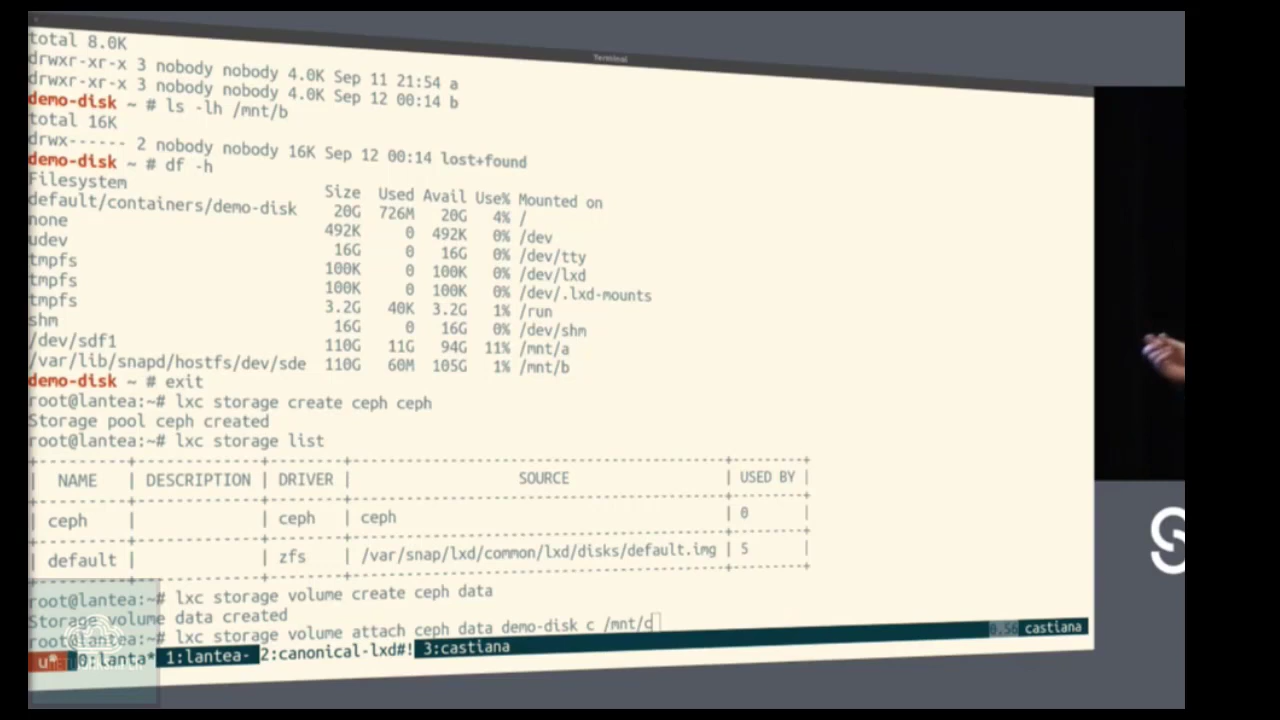 Terminal
total 8.0K
drwxr-xr-x 3 nobody nobody 4.0K Sep 11 21:54 a
drwxr-xr-x 3 nobody nobody 4.0K Sep 12 00:14 b
demo-disk ~ # ls -lh /mnt/b
total 16K
drwx------ 2 nobody nobody 16K Sep 12 00:14 lost+found
demo-disk ~ # df -h
Filesystem Size Used Avail Use% Mounted on
default/containers/demo-disk 20G 726M 20G 4% /
none 492K 0 492K 0% /dev
udev 16G 0 16G 0% /dev/tty
tmpfs 100K 0 100K 0% /dev/lxd
tmpfs 100K 0 100K 0% /dev/.lxd-mounts
tmpfs 3.2G 40K 3.2G 1% /run
shm 16G 0 16G 0% /dev/shm
/dev/sdf1 110G 11G 94G 11% /mnt/a
/var/lib/snapd/hostfs/dev/sde 110G 60M 105G 1% /mnt/b
demo-disk ~ # exit
root@lantea:~# lxc storage create ceph ceph
Storage pool ceph created
root@lantea:~# lxc storage list
| NAME | DESCRIPTION | DRIVER | SOURCE | USED BY |
| ceph | | ceph | ceph | 0 |
| default | | zfs | /var/snap/lxd/common/lxd/disks/default.img | 5 |
root@lantea:~# lxc storage volume create ceph data
Storage volume data created
root@lantea:~# lxc storage volume attach ceph data demo-disk c /mnt/c
u* 0:lanta* 1:lantea- 2:canonical-lxd#! 3:castiana 0.56 castiana